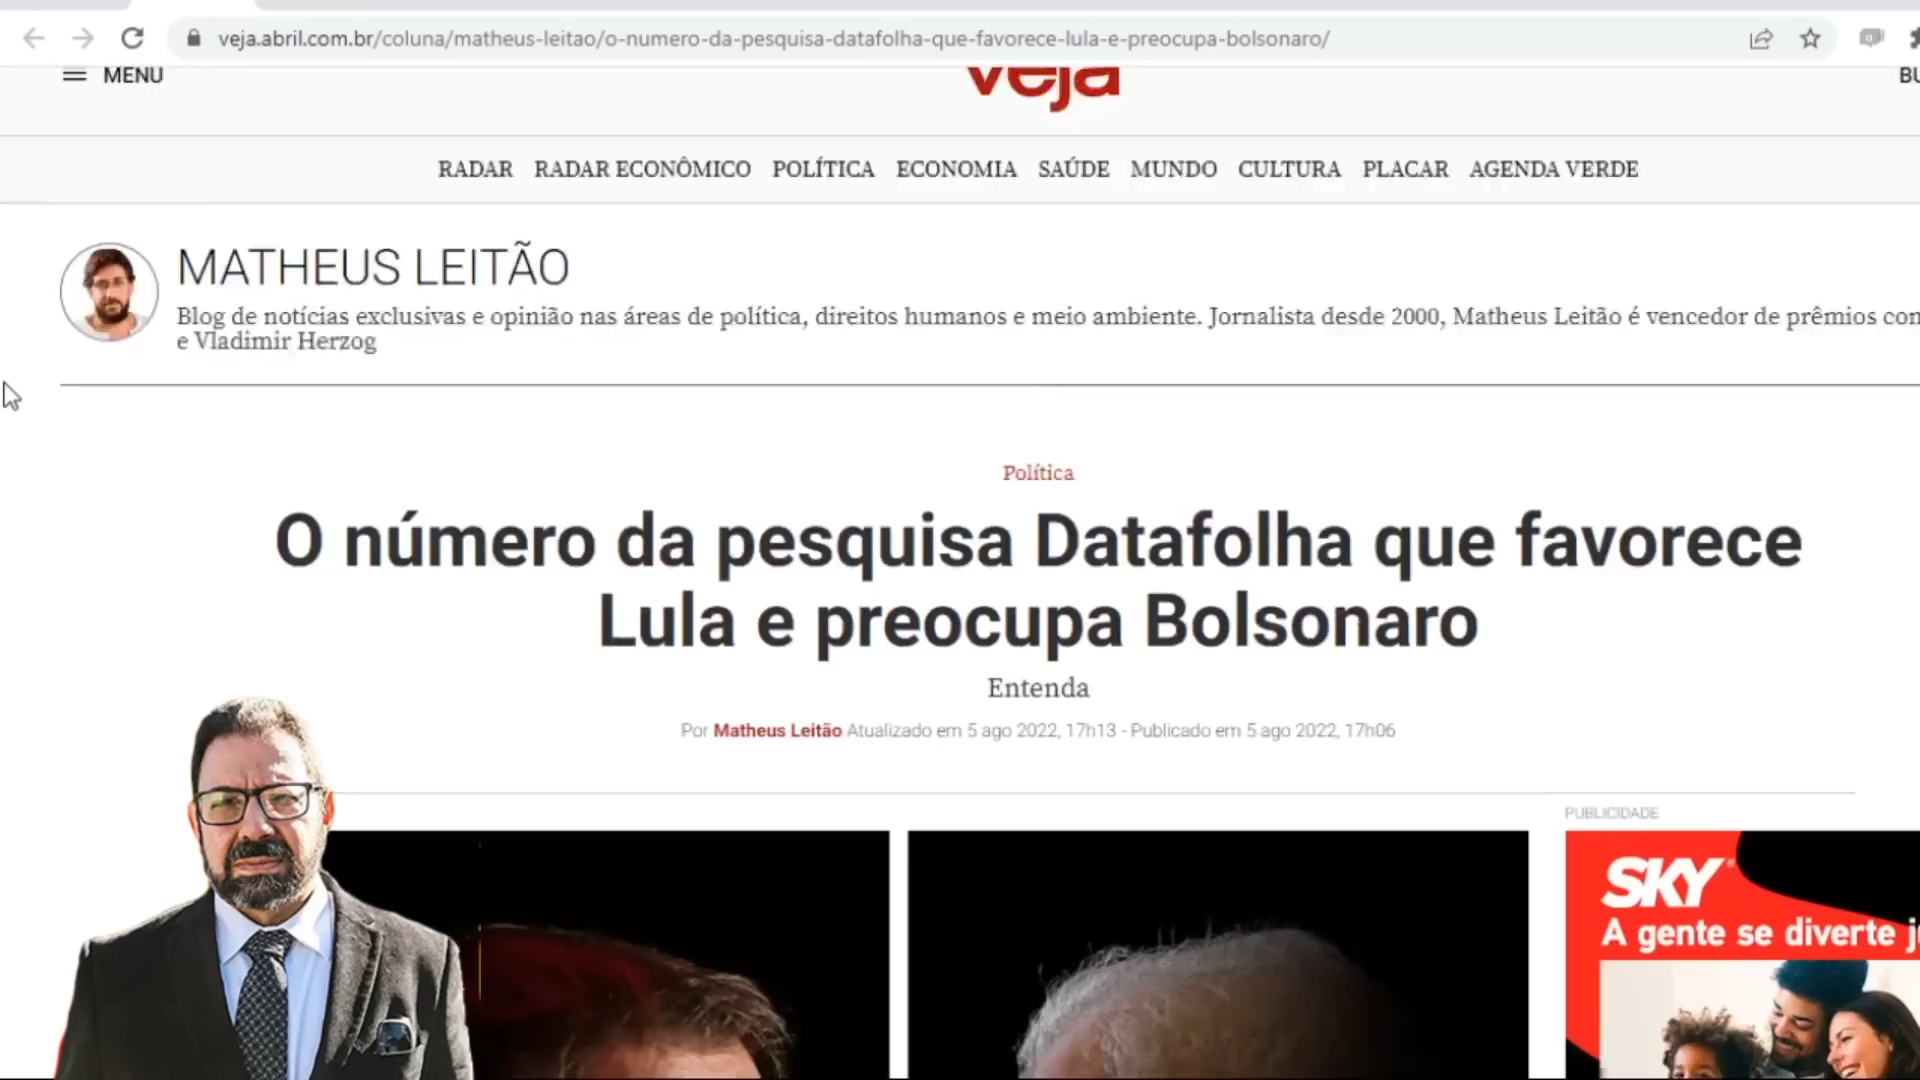 veja.abril.com.br/coluna/matheus-leitao/o-numero-da-pesquisa-datafolha-que-favorece-lula-e-preocupa-bolsonaro/
MENU
veja
BU
RADAR RADAR ECONÔMICO POLÍTICA ECONOMIA SAÚDE MUNDO CULTURA PLACAR AGENDA VERDE
MATHEUS LEITÃO
Blog de notícias exclusivas e opinião nas áreas de política, direitos humanos e meio ambiente. Jornalista desde 2000, Matheus Leitão é vencedor de prêmios com
e Vladimir Herzog
Política
O número da pesquisa Datafolha que favorece
Lula e preocupa Bolsonaro
Entenda
Por Matheus Leitão Atualizado em 5 ago 2022, 17h13 - Publicado em 5 ago 2022, 17h06
PUBLICIDADE
SKY
A gente se diverte j